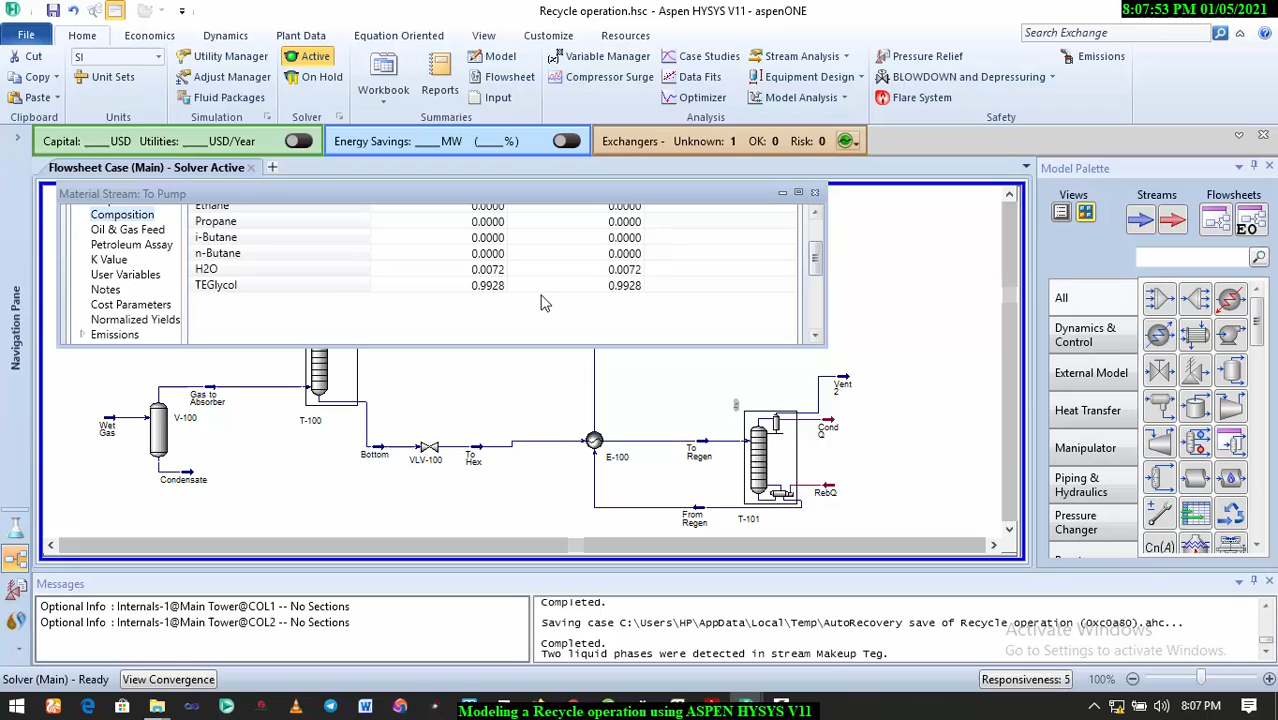 Recycle operation.hsc - Aspen HYSYS V11 - aspenONE
8:07:53 PM 01/05/2021
File Home Economics Dynamics Plant Data Equation Oriented View Customize Resources
Search Exchange
Cut
SI
Utility Manager
Active
Model
Variable Manager
Case Studies
Stream Analysis
Pressure Relief
Emissions
Copy
Unit Sets
Adjust Manager
On Hold
Workbook
Reports
Flowsheet
Compressor Surge
Data Fits
Equipment Design
BLOWDOWN and Depressuring
Paste
Fluid Packages
Input
Optimizer
Model Analysis
Flare System
Clipboard Units Simulation Solver Summaries Analysis Safety
Capital: ____ USD Utilities: ____ USD/Year
Energy Savings: ____ MW (____ %)
Exchangers - Unknown: 1 OK: 0 Risk: 0
Flowsheet Case (Main) - Solver Active
Model Palette
Material Stream: To Pump
Composition
Oil & Gas Feed
Petroleum Assay
K Value
User Variables
Notes
Cost Parameters
Normalized Yields
Emissions
Ethane 0.0000 0.0000
Propane 0.0000 0.0000
i-Butane 0.0000 0.0000
n-Butane 0.0000 0.0000
H2O 0.0072 0.0072
TEGlycol 0.9928 0.9928
Navigation Pane
Wet
Gas
V-100
Gas to
Absorber
Condensate
T-100
Bottom
VLV-100
To
Hex
E-100
To
Regen
From
Regen
T-101
Vent
2
Cond
Q
RebQ
Views Streams Flowsheets
EO
All
Dynamics &
Control
External Model
Heat Transfer
Manipulator
Piping &
Hydraulics
Pressure
Changer
Cn(A)
Messages
Optional Info : Internals-1@Main Tower@COL1 -- No Sections
Optional Info : Internals-1@Main Tower@COL2 -- No Sections
Completed.
Saving case C:\Users\HP\AppData\Local\Temp\AutoRecovery save of Recycle operation (0xc0a80).ahc...
Completed.
Two liquid phases were detected in stream Makeup Teg.
Activate Windows
Go to Settings to activate Windows.
Solver (Main) - Ready
View Convergence
Responsiveness: 5
100%
8:07 PM
Modeling a Recycle operation using ASPEN HYSYS V11